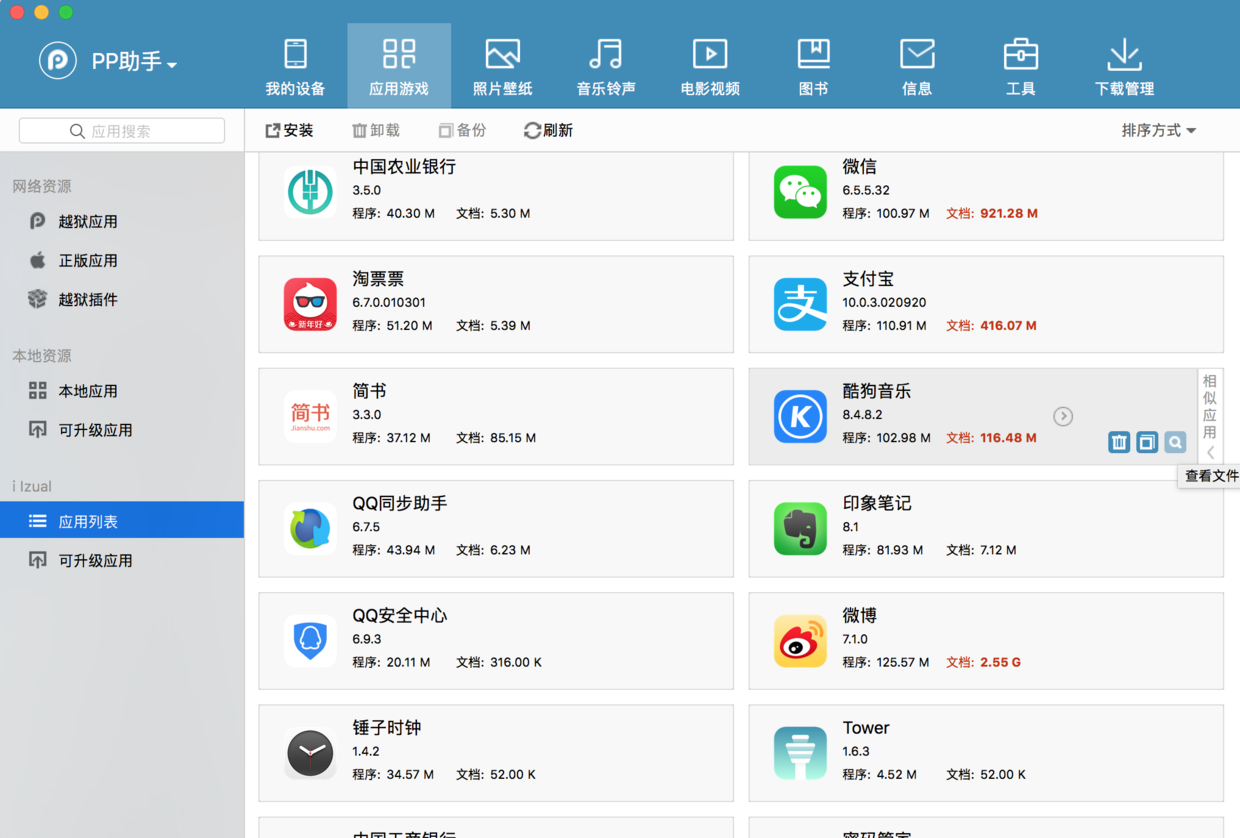 PP助手
我的设备
应用游戏
照片壁纸
音乐铃声
电影视频
图书
信息
工具
下载管理
应用搜索
安装
卸载
备份
刷新
排序方式
网络资源
越狱应用
正版应用
越狱插件
本地资源
本地应用
可升级应用
i Izual
应用列表
可升级应用
中国农业银行
3.5.0
程序: 40.30 M 文档: 5.30 M
微信
6.5.5.32
程序: 100.97 M 文档: 921.28 M
新年好
淘票票
6.7.0.010301
程序: 51.20 M 文档: 5.39 M
支
支付宝
10.0.3.020920
程序: 110.91 M 文档: 416.07 M
简书
Jianshu.com
简书
3.3.0
程序: 37.12 M 文档: 85.15 M
K
酷狗音乐
8.4.8.2
程序: 102.98 M 文档: 116.48 M
相似应用
查看文件
QQ同步助手
6.7.5
程序: 43.94 M 文档: 6.23 M
印象笔记
8.1
程序: 81.93 M 文档: 7.12 M
QQ安全中心
6.9.3
程序: 20.11 M 文档: 316.00 K
微博
7.1.0
程序: 125.57 M 文档: 2.55 G
锤子时钟
1.4.2
程序: 34.57 M 文档: 52.00 K
Tower
1.6.3
程序: 4.52 M 文档: 52.00 K
中国工商银行
密码管家